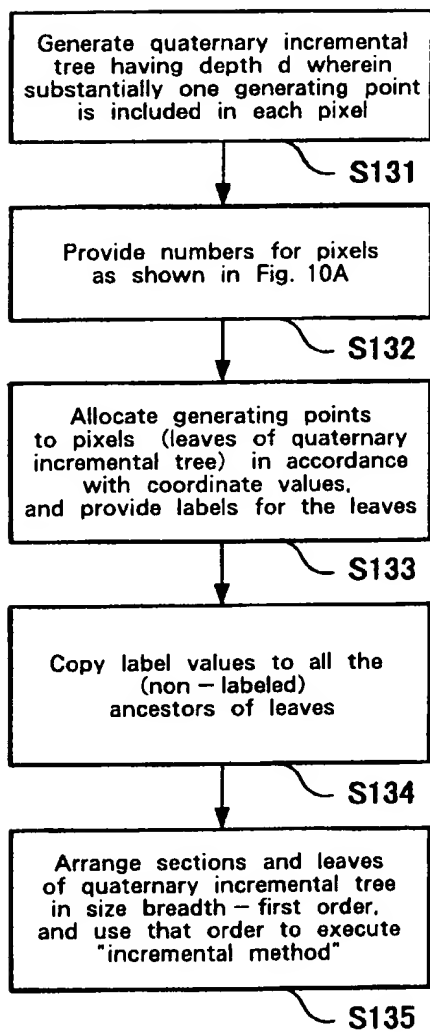 Generate quaternary incremental
tree having depth d wherein
substantially one generating point
is included in each pixel
S131
Provide numbers for pixels
as shown in Fig. 10A
S132
Allocate generating points
to pixels (leaves of quaternary
incremental tree) in accordance
with coordinate values,
and provide labels for the leaves
S133
Copy label values to all the
(non – labeled)
ancestors of leaves
S134
Arrange sections and leaves
of quaternary incremental tree
in size breadth – first order,
and use that order to execute
"incremental method"
S135